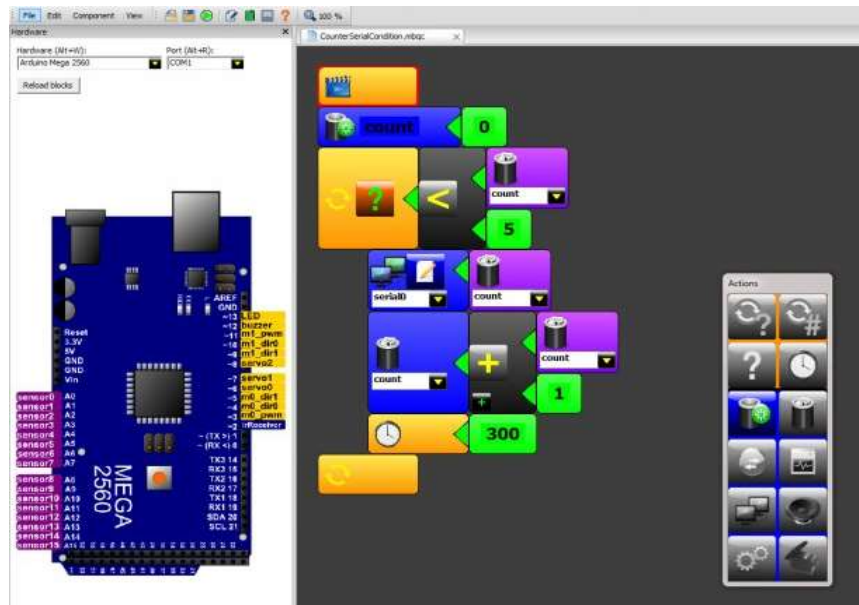 File Edit Component View 100 %
Hardware
CounterSerialCondition.mbqc
Hardware (Alt+W): Port (Alt+R):
Arduino Mega 2560 COM1
Reload blocks
count 0
? < count
5
serial0 count
count + count
+ 1
300
Actions
? #
?
AREF
GND
~13 LED
~12 buzzer
~11 m1_pwm
~10 m1_dir0
~9 m1_dir1
~8 servo2
~7 servo1
~6 servo0
~5 m0_dir1
~4 m0_dir0
~3 m0_pwm
~2 irReceiver
~ (TX >) 1
~ (RX <) 0
TX3 14
RX3 15
TX2 16
RX2 17
TX1 18
RX1 19
SDA 20
SCL 21
Reset
3.3V
5V
GND
GND
Vin
sensor0 A0
sensor1 A1
sensor2 A2
sensor3 A3
sensor4 A4
sensor5 A5
sensor6 A6
sensor7 A7
sensor8 A8
sensor9 A9
sensor10 A10
sensor11 A11
sensor12 A12
sensor13 A13
sensor14 A14
sensor15 A15
MEGA
2560